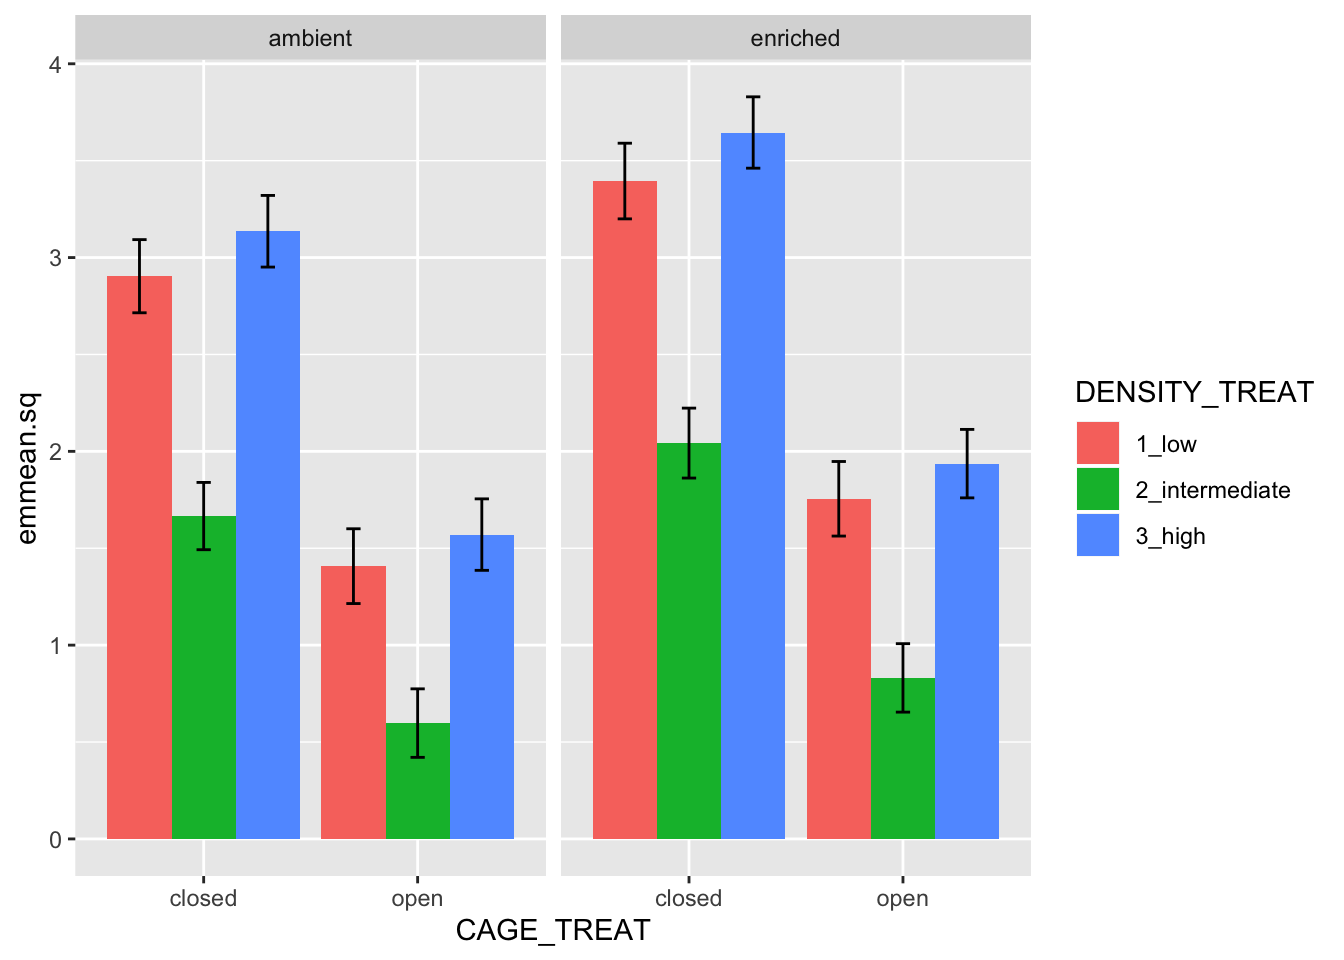 ambient
enriched
4
3
2
1
0
emmean.sq
closed
open
closed
open
CAGE_TREAT
DENSITY_TREAT
1_low
2_intermediate
3_high